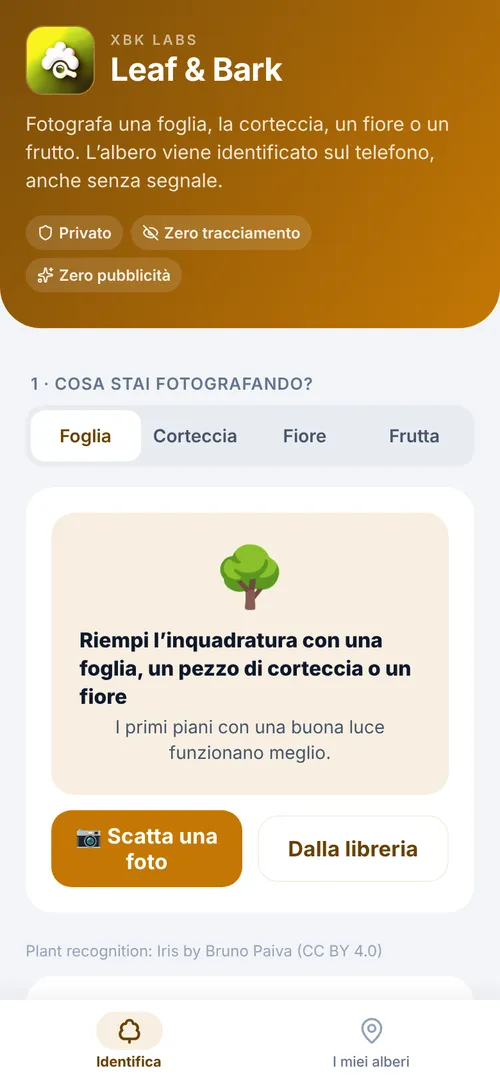 XBK LABS
Leaf & Bark
Fotografa una foglia, la corteccia, un fiore o un
frutto. L’albero viene identificato sul telefono,
anche senza segnale.
Privato
Zero tracciamento
Zero pubblicità
1 · COSA STAI FOTOGRAFANDO?
Foglia
Corteccia
Fiore
Frutta
Riempi l’inquadratura con una
foglia, un pezzo di corteccia o un
fiore
I primi piani con una buona luce
funzionano meglio.
📷 Scatta una
foto
Dalla libreria
Plant recognition: Iris by Bruno Paiva (CC BY 4.0)
Identifica
I miei alberi